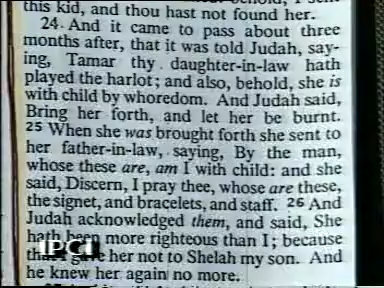 this kid, and thou hast not found her.
24 And it came to pass about three
months after, that it was told Judah, say-
ing, Tamar thy daughter-in-law hath
played the harlot; and also, behold, she is
with child by whoredom. And Judah said,
Bring her forth, and let her be burnt.
25 When she was brought forth she sent to
her father-in-law, saying, By the man,
whose these are, am I with child: and she
said, Discern, I pray thee, whose are these,
the signet, and bracelets, and staff. 26 And
Judah acknowledged them, and said, She
hath been more righteous than I; because
that I gave her not to Shelah my son. And
he knew her again no more.
IPCI